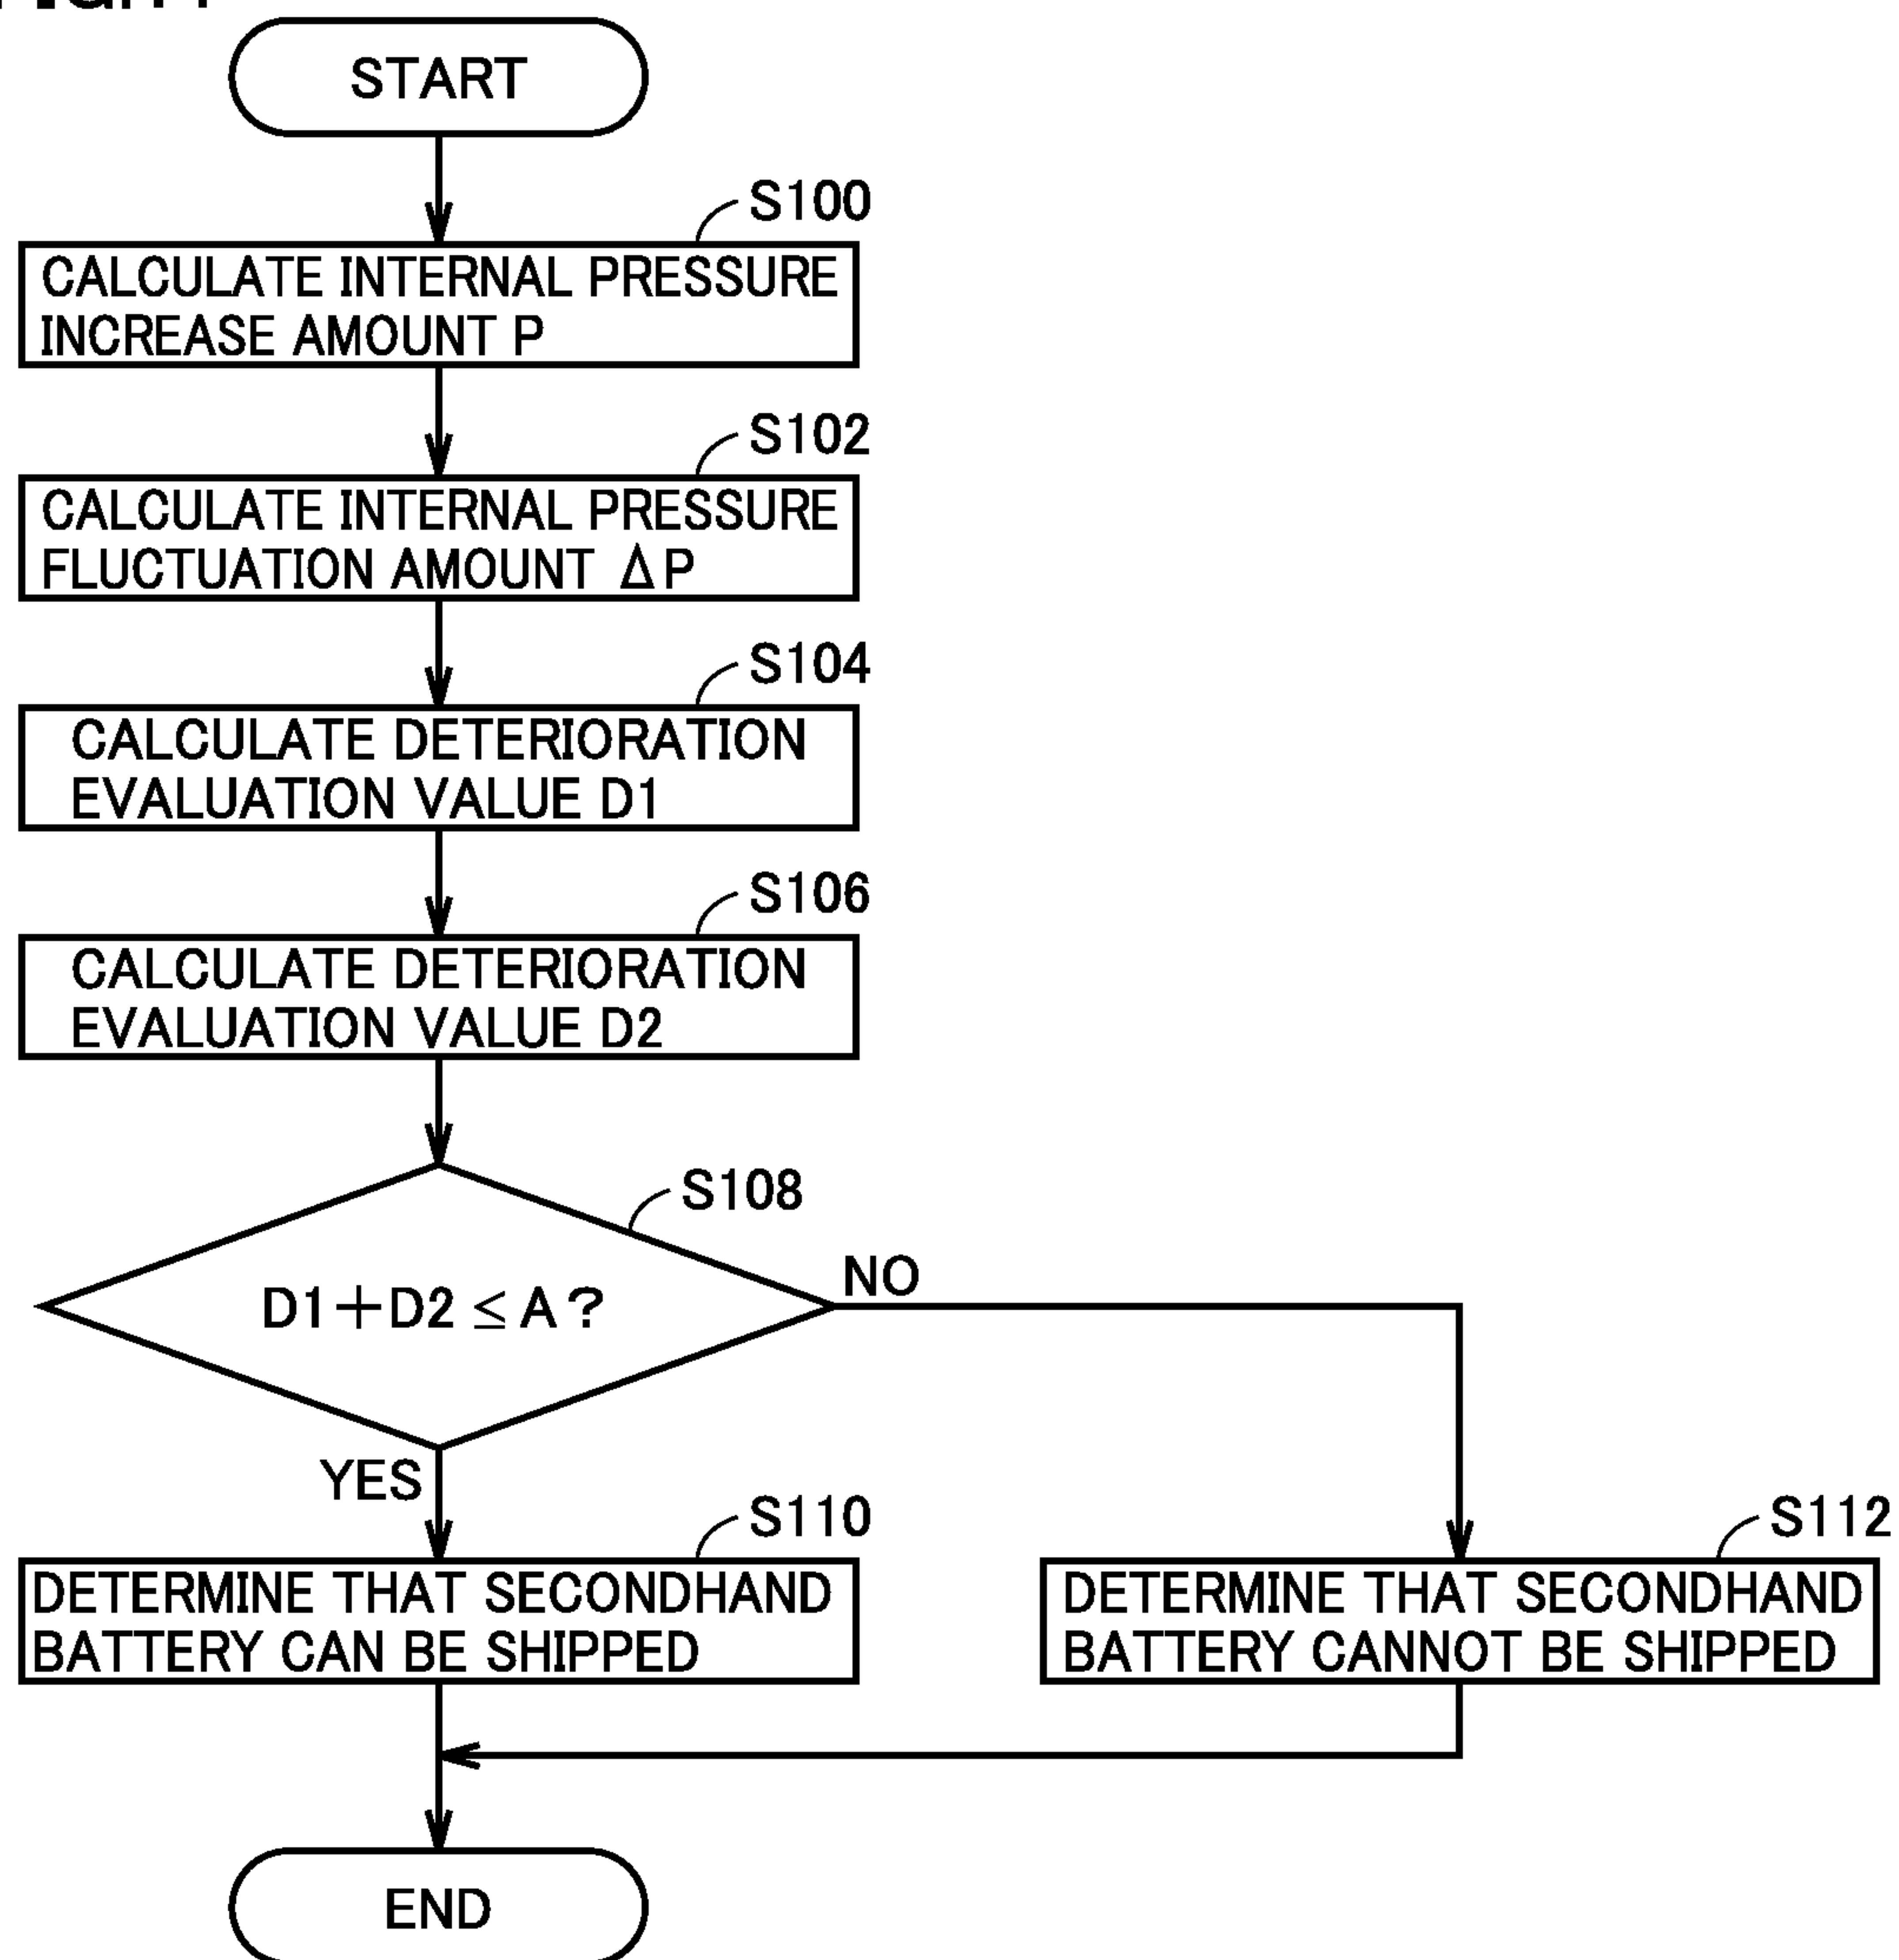 START
S100
CALCULATE INTERNAL PRESSURE
INCREASE AMOUNT P
S102
CALCULATE INTERNAL PRESSURE
FLUCTUATION AMOUNT ΔP
S104
CALCULATE DETERIORATION
EVALUATION VALUE D1
S106
CALCULATE DETERIORATION
EVALUATION VALUE D2
S108
D1+D2 ≤ A?
NO
YES
S110
DETERMINE THAT SECONDHAND
BATTERY CAN BE SHIPPED
S112
DETERMINE THAT SECONDHAND
BATTERY CANNOT BE SHIPPED
END